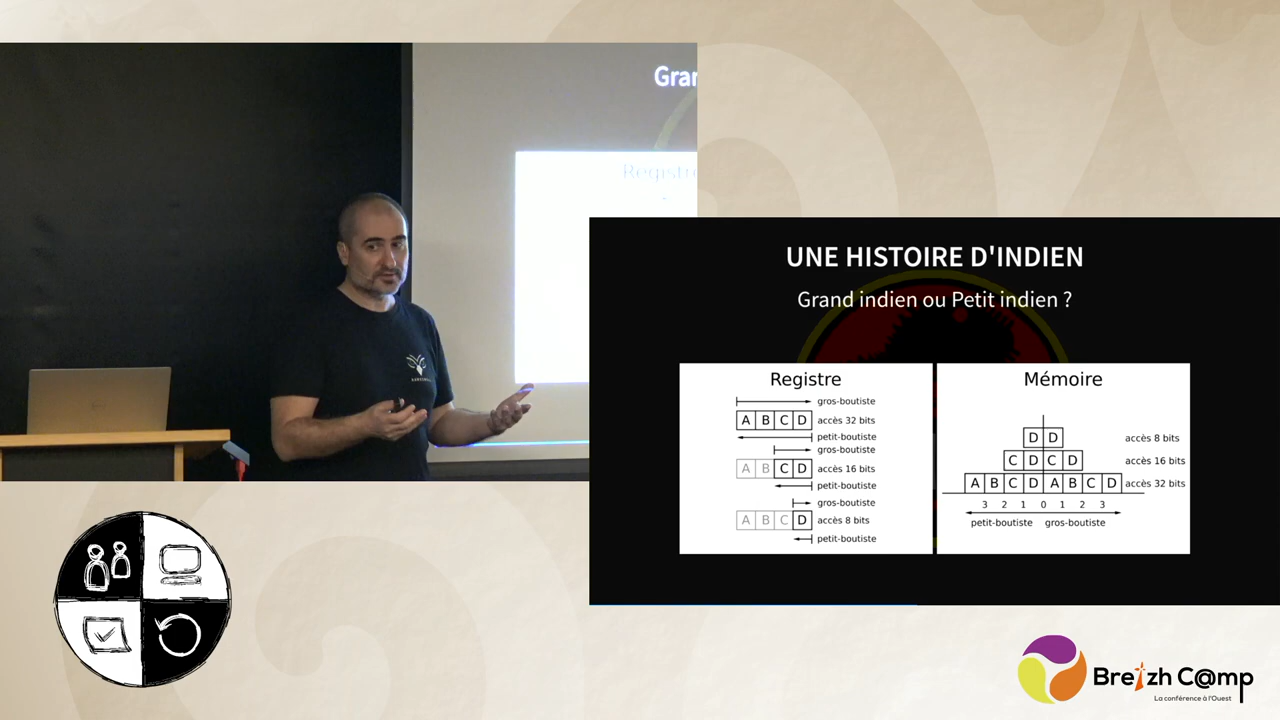 Gran
Registre
UNE HISTOIRE D'INDIEN
Grand indien ou Petit indien ?
Registre
gros-boutiste
A B C D accès 32 bits
petit-boutiste
gros-boutiste
A B C D accès 16 bits
petit-boutiste
gros-boutiste
A B C D accès 8 bits
petit-boutiste
Mémoire
D D accès 8 bits
C D C D accès 16 bits
A B C D A B C D accès 32 bits
3 2 1 0 1 2 3
petit-boutiste gros-boutiste
Breizh C@mp
La conférence à l'Ouest